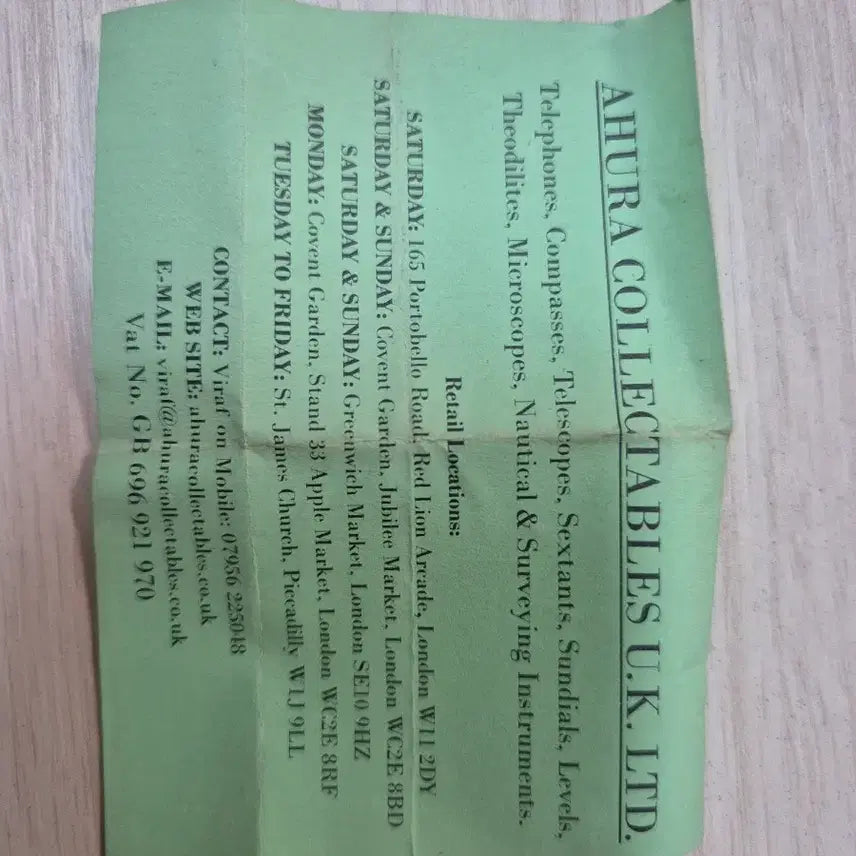 AHURA COLLECTABLES U.K. LTD.
Telephones, Compasses, Telescopes, Sextants, Sundials, Levels,
Theodilites, Microscopes, Nautical & Surveying Instruments.
Retail Locations:
SATURDAY: 165 Portobello Road, Red Lion Arcade, London W11 2DY
SATURDAY & SUNDAY: Covent Garden, Jubilee Market, London WC2E 8BD
SATURDAY & SUNDAY: Greenwich Market, London SE10 9HZ
MONDAY: Covent Garden, Stand 33 Apple Market, London WC2E 8RF
TUESDAY TO FRIDAY: St. James Church, Piccadilly W1J 9LL
CONTACT: Viraf on Mobile: 07956 225048
WEB SITE: ahuracollectables.co.uk
E-MAIL: viraf@ahuracollectables.co.uk
Vat No. GB 696 921 970